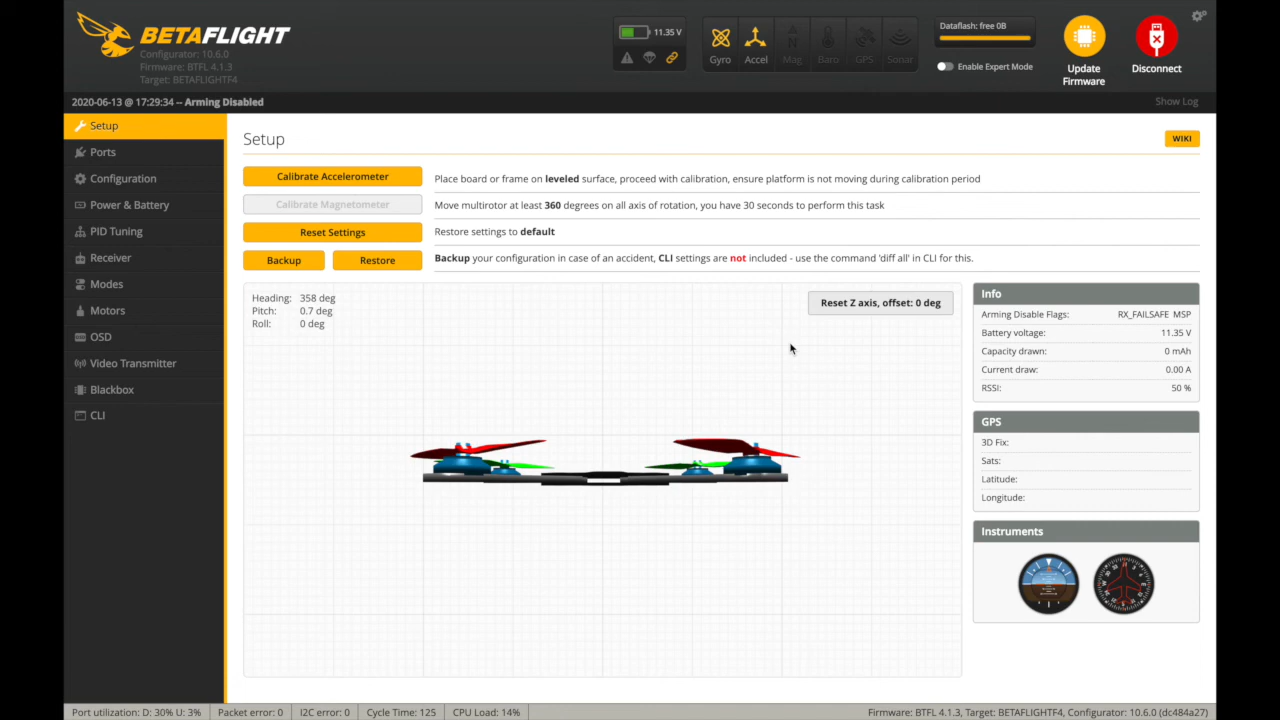 BETAFLIGHT
Configurator: 10.6.0
Firmware: BTFL 4.1.3
Target: BETAFLIGHTF4
11.35 V
Gyro
Accel
Mag
Baro
GPS
Sonar
Dataflash: free 0B
Enable Expert Mode
Update
Firmware
Disconnect
2020-06-13 @ 17:29:34 -- Arming Disabled
Show Log
Setup
Ports
Configuration
Power & Battery
PID Tuning
Receiver
Modes
Motors
OSD
Video Transmitter
Blackbox
CLI
Setup
WIKI
Calibrate Accelerometer
Place board or frame on leveled surface, proceed with calibration, ensure platform is not moving during calibration period
Calibrate Magnetometer
Move multirotor at least 360 degrees on all axis of rotation, you have 30 seconds to perform this task
Reset Settings
Restore settings to default
Backup
Restore
Backup your configuration in case of an accident, CLI settings are not included - use the command 'diff all' in CLI for this.
Heading: 358 deg
Pitch: 0.7 deg
Roll: 0 deg
Reset Z axis, offset: 0 deg
Info
Arming Disable Flags: RX_FAILSAFE MSP
Battery voltage: 11.35 V
Capacity drawn: 0 mAh
Current draw: 0.00 A
RSSI: 50 %
GPS
3D Fix:
Sats:
Latitude:
Longitude:
Instruments
Port utilization: D: 30% U: 3%
Packet error: 0
I2C error: 0
Cycle Time: 125
CPU Load: 14%
Firmware: BTFL 4.1.3, Target: BETAFLIGHTF4, Configurator: 10.6.0 (dc484a27)